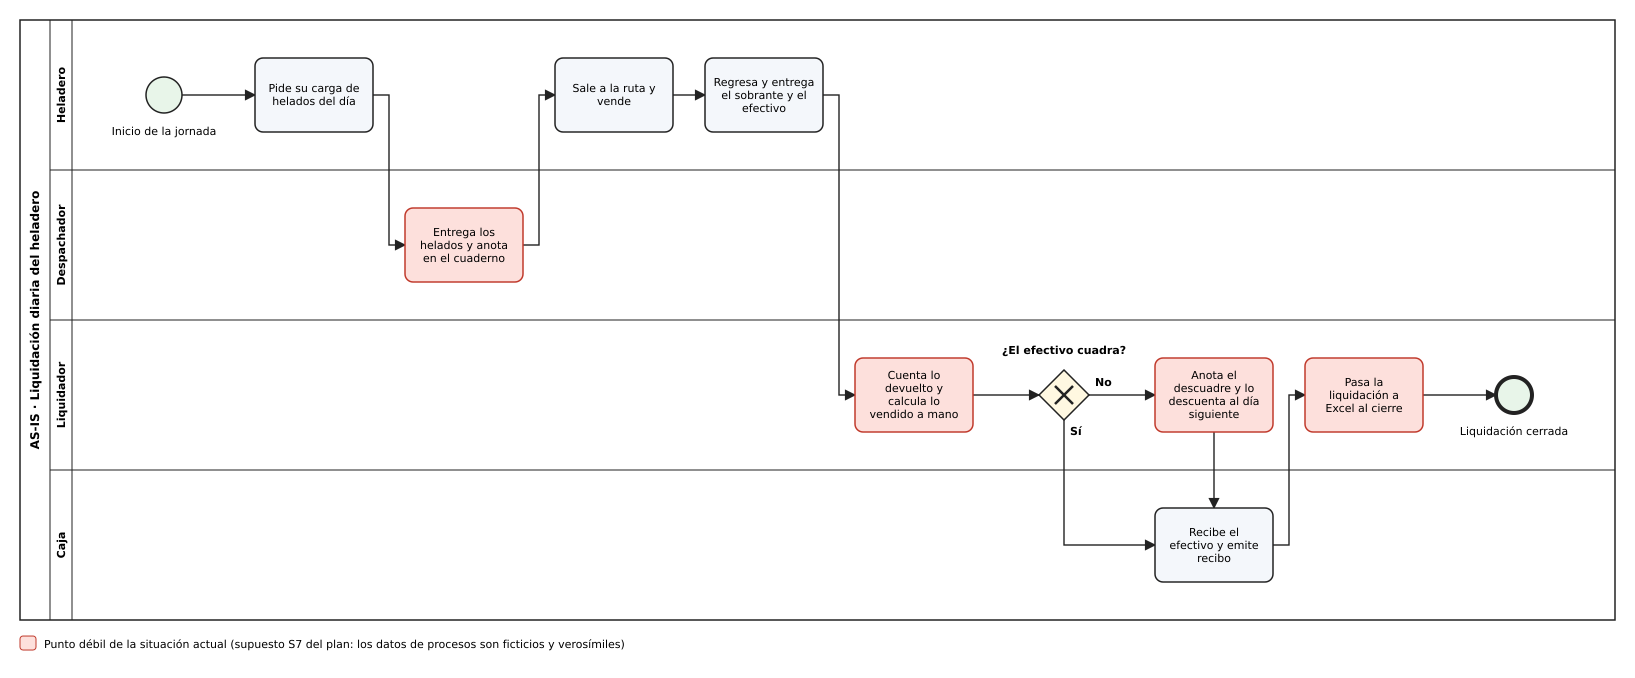 AS-IS · Liquidación diaria del heladero
Heladero
Inicio de la jornada
Pide su carga de
helados del día
Sale a la ruta y
vende
Regresa y entrega
el sobrante y el
efectivo
Despachador
Entrega los
helados y anota
en el cuaderno
Liquidador
Cuenta lo
devuelto y
calcula lo
vendido a mano
¿El efectivo cuadra?
No
Sí
Anota el
descuadre y lo
descuenta al día
siguiente
Pasa la
liquidación a
Excel al cierre
Liquidación cerrada
Caja
Recibe el
efectivo y emite
recibo
Punto débil de la situación actual (supuesto S7 del plan: los datos de procesos son ficticios y verosímiles)